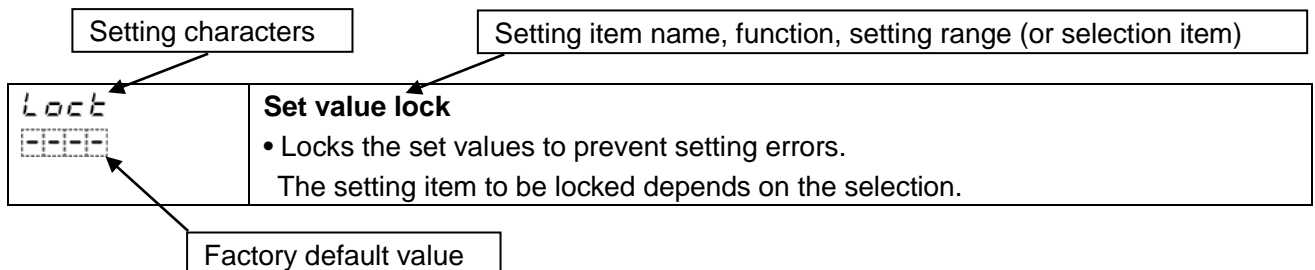 Setting characters
Setting item name, function, setting range (or selection item)
Lock
----
Set value lock
• Locks the set values to prevent setting errors.
The setting item to be locked depends on the selection.
Factory default value